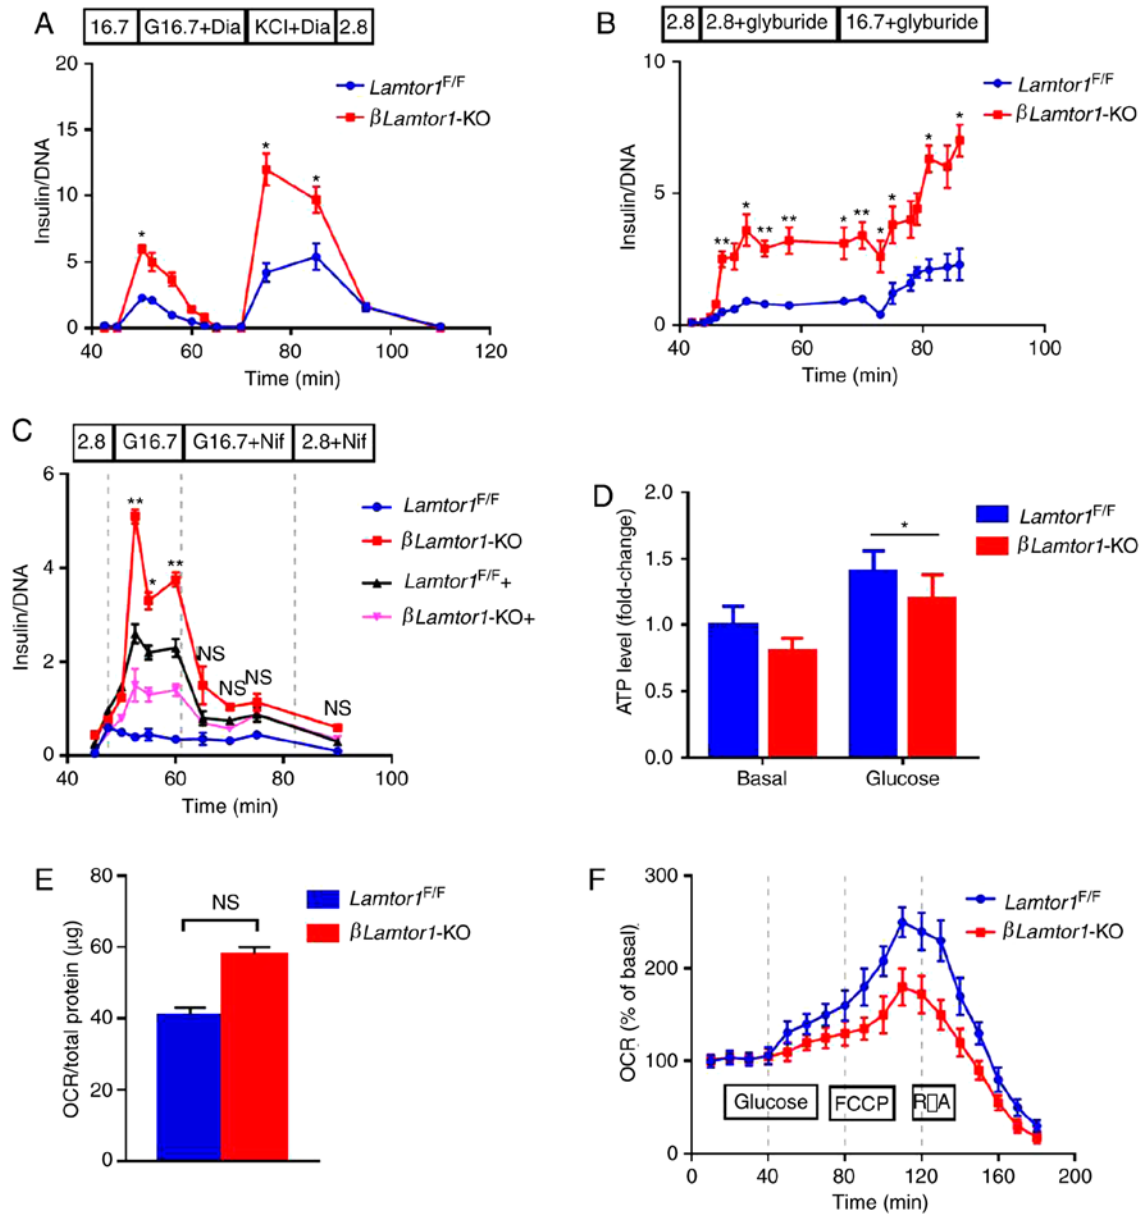 A
16.7 G16.7+Dia KCl+Dia 2.8
20
15
10
5
0
Insulin/DNA
Lamtor1F/F
βLamtor1-KO
*
*
*
40 60 80 100 120
Time (min)
B
2.8 2.8+glyburide 16.7+glyburide
10
5
0
Insulin/DNA
Lamtor1F/F
βLamtor1-KO
** * ** ** ** ** * * * *
40 60 80 100
Time (min)
C
2.8 G16.7 G16.7+Nif 2.8+Nif
6
4
2
0
Insulin/DNA
Lamtor1F/F
βLamtor1-KO
Lamtor1F/F+
βLamtor1-KO+
** * **
NS
NS NS
NS
40 60 80 100
Time (min)
D
2.0
1.5
1.0
0.5
0.0
ATP level (fold-change)
*
Lamtor1F/F
βLamtor1-KO
Basal Glucose
E
80
60
40
20
0
OCR/total protein (μg)
NS
Lamtor1F/F
βLamtor1-KO
F
300
200
100
0
OCR (% of basal)
Lamtor1F/F
βLamtor1-KO
Glucose FCCP R▯A
0 40 80 120 160 200
Time (min)